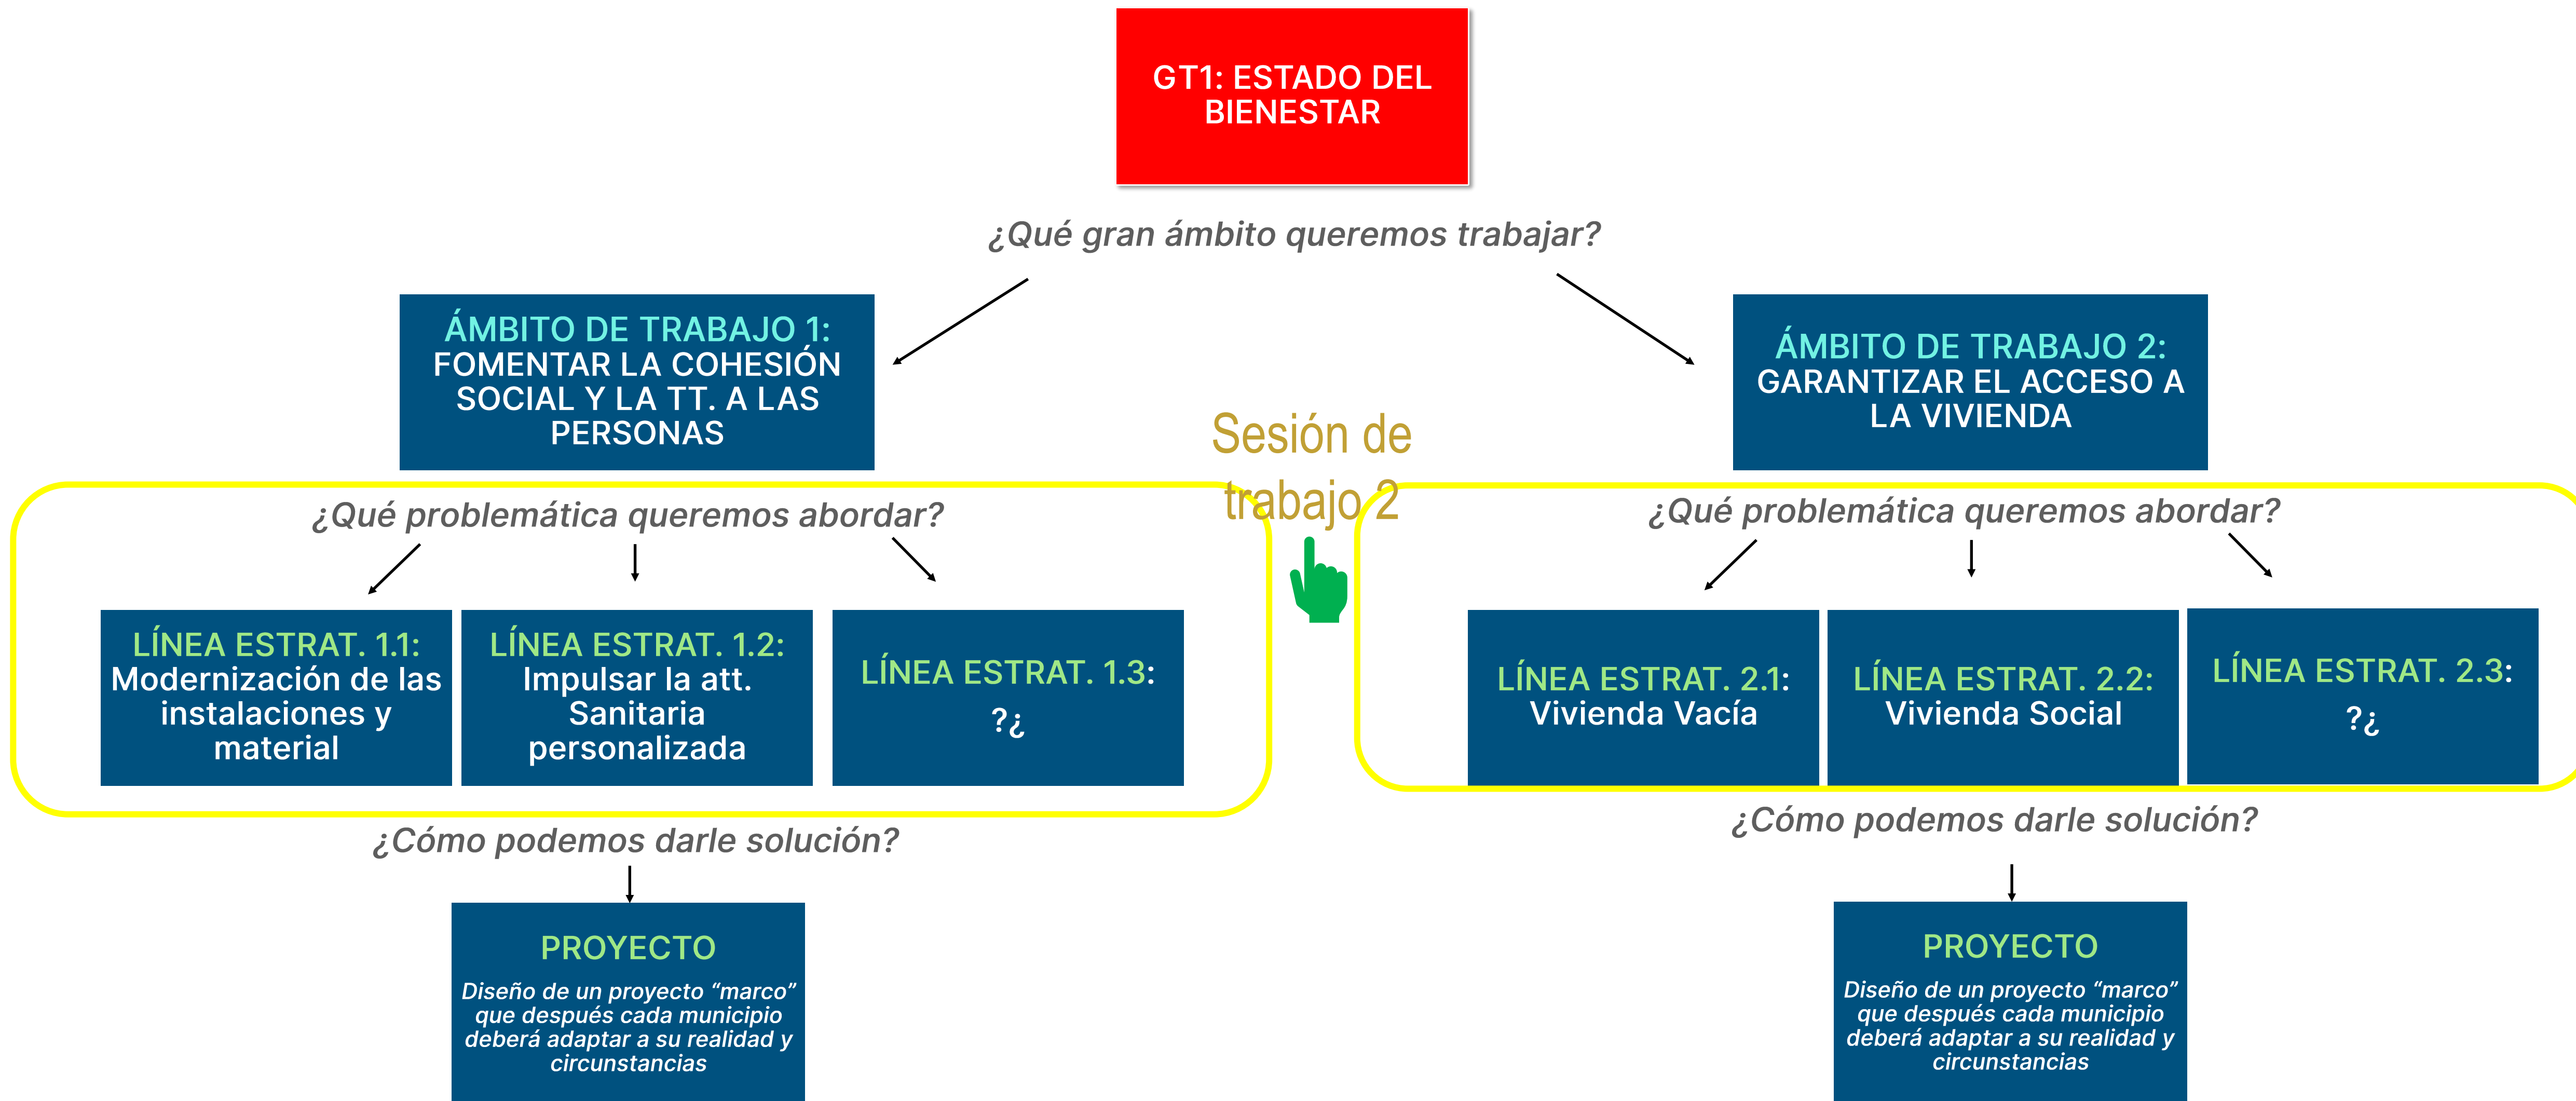 GT1: ESTADO DEL
BIENESTAR
¿Qué gran ámbito queremos trabajar?
ÁMBITO DE TRABAJO 1:
FOMENTAR LA COHESIÓN
SOCIAL Y LA TT. A LAS
PERSONAS
ÁMBITO DE TRABAJO 2:
GARANTIZAR EL ACCESO A
LA VIVIENDA
Sesión de
trabajo 2
¿Qué problemática queremos abordar?
LÍNEA ESTRAT. 1.1:
Modernización de las
instalaciones y
material
LÍNEA ESTRAT. 1.2:
Impulsar la att.
Sanitaria
personalizada
LÍNEA ESTRAT. 1.3:
?¿
¿Qué problemática queremos abordar?
LÍNEA ESTRAT. 2.1:
Vivienda Vacía
LÍNEA ESTRAT. 2.2:
Vivienda Social
LÍNEA ESTRAT. 2.3:
?¿
¿Cómo podemos darle solución?
PROYECTO
Diseño de un proyecto “marco”
que después cada municipio
deberá adaptar a su realidad y
circunstancias
¿Cómo podemos darle solución?
PROYECTO
Diseño de un proyecto “marco”
que después cada municipio
deberá adaptar a su realidad y
circunstancias